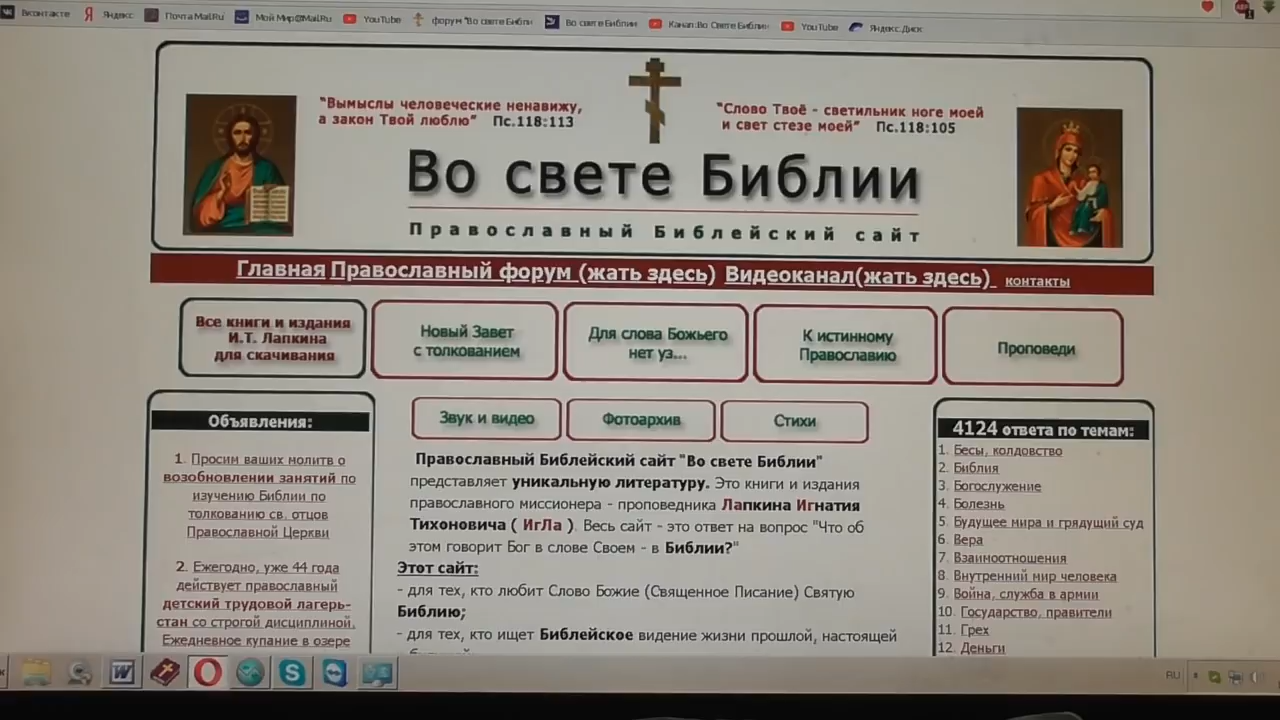 Вконтакте Яндекс Почта Mail.Ru Мой Мир@Mail.Ru YouTube форум "Во свете Библи Во свете Библии Канал: Во Свете Библии YouTube Яндекс.Диск
"Вымыслы человеческие ненавижу,
а закон Твой люблю" Пс.118:113
"Слово Твоё - светильник ноге моей
и свет стезе моей" Пс.118:105
Во свете Библии
Православный Библейский сайт
Главная Православный форум (жать здесь) Видеоканал(жать здесь) контакты
Все книги и издания
И.Т. Лапкина
для скачивания
Новый Завет
с толкованием
Для слова Божьего
нет уз...
К истинному
Православию
Проповеди
Звук и видео
Фотоархив
Стихи
Объявления:
1. Просим ваших молитв о
возобновлении занятий по
изучению Библии по
толкованию св. отцов
Православной Церкви
2. Ежегодно, уже 44 года
действует православный
детский трудовой лагерь-
стан со строгой дисциплиной.
Ежедневное купание в озере
Православный Библейский сайт "Во свете Библии"
представляет уникальную литературу. Это книги и издания
православного миссионера - проповедника Лапкина Игнатия
Тихоновича ( ИгЛа ). Весь сайт - это ответ на вопрос "Что об
этом говорит Бог в слове Своем - в Библии?"
Этот сайт:
- для тех, кто любит Слово Божие (Священное Писание) Святую
Библию;
- для тех, кто ищет Библейское видение жизни прошлой, настоящей
4124 ответа по темам:
1. Бесы, колдовство
2. Библия
3. Богослужение
4. Болезнь
5. Будущее мира и грядущий суд
6. Вера
7. Взаимоотношения
8. Внутренний мир человека
9. Война, служба в армии
10. Государство, правители
11. Грех
12. Деньги
RU